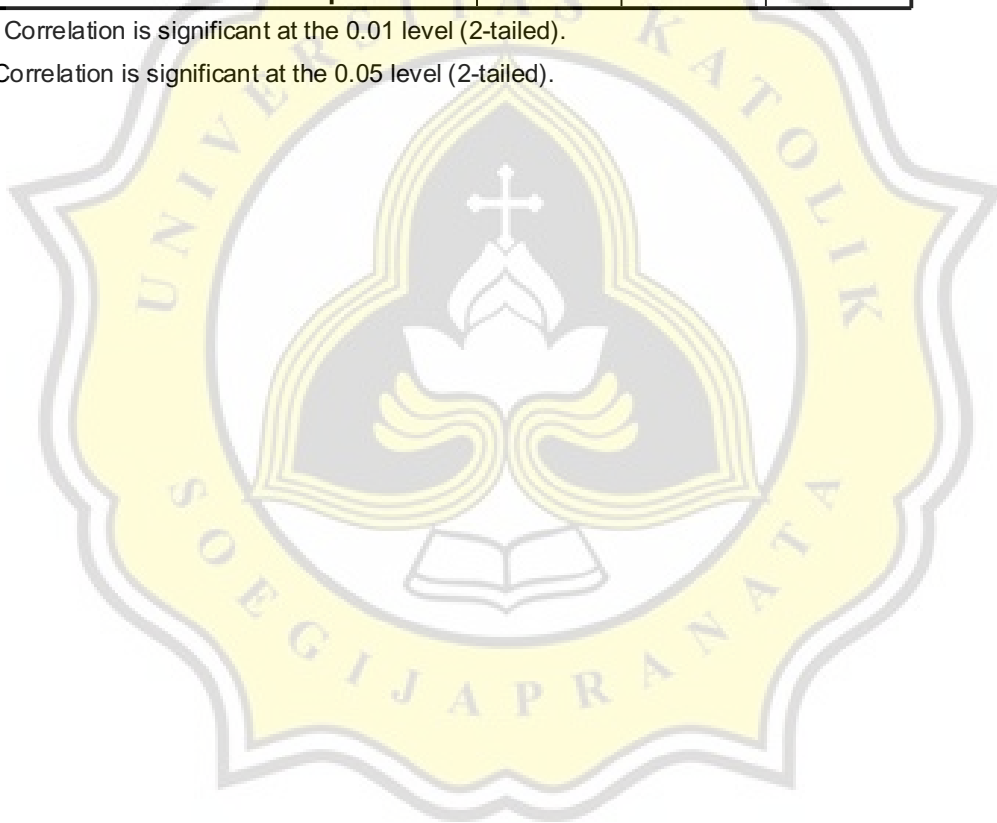 Correlation is significant at the 0.01 level (2-tailed).
Correlation is significant at the 0.05 level (2-tailed).
UNIVERSITAS KATOLIK
SOEGIJAPRANATA